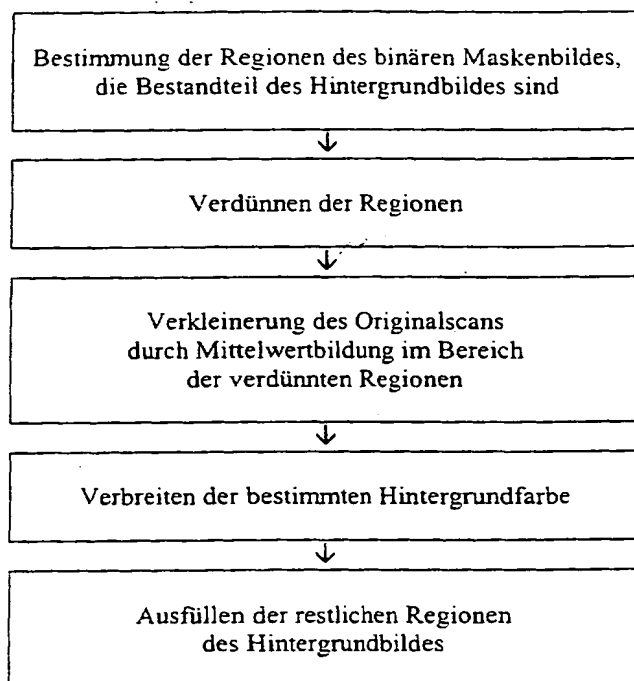 Bestimmung der Regionen des binären Maskenbildes,
die Bestandteil des Hintergrundbildes sind
Verdünnen der Regionen
Verkleinerung des Originalscans
durch Mittelwertbildung im Bereich
der verdünnten Regionen
Verbreiten der bestimmten Hintergrundfarbe
Ausfüllen der restlichen Regionen
des Hintergrundbildes